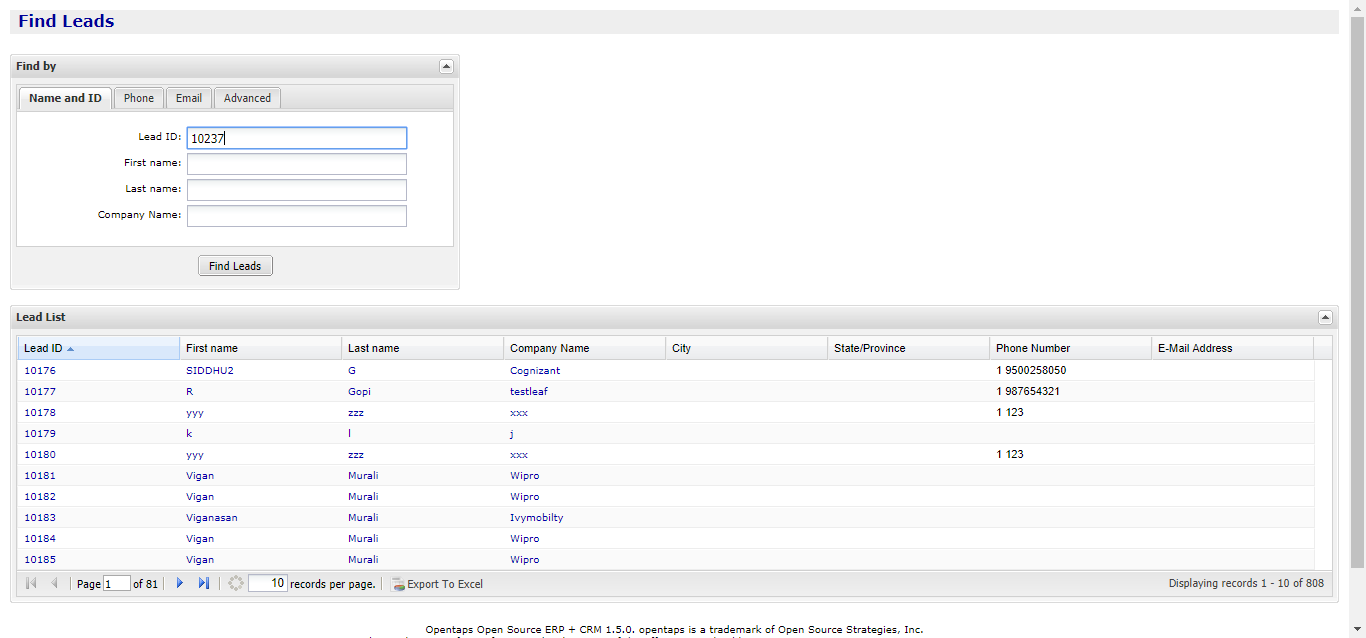 Find Leads
Find by
Name and ID Phone Email Advanced
Lead ID: 10237
First name:
Last name:
Company Name:
Find Leads
Lead List
Lead ID First name Last name Company Name City State/Province Phone Number E-Mail Address
10176 SIDDHU2 G Cognizant 1 9500258050
10177 R Gopi testleaf 1 987654321
10178 yyy zzz xxx 1 123
10179 k l j
10180 yyy zzz xxx 1 123
10181 Vigan Murali Wipro
10182 Vigan Murali Wipro
10183 Viganasan Murali Ivymobilty
10184 Vigan Murali Wipro
10185 Vigan Murali Wipro
Page 1 of 81 10 records per page. Export To Excel Displaying records 1 - 10 of 808
Opentaps Open Source ERP + CRM 1.5.0. opentaps is a trademark of Open Source Strategies, Inc.